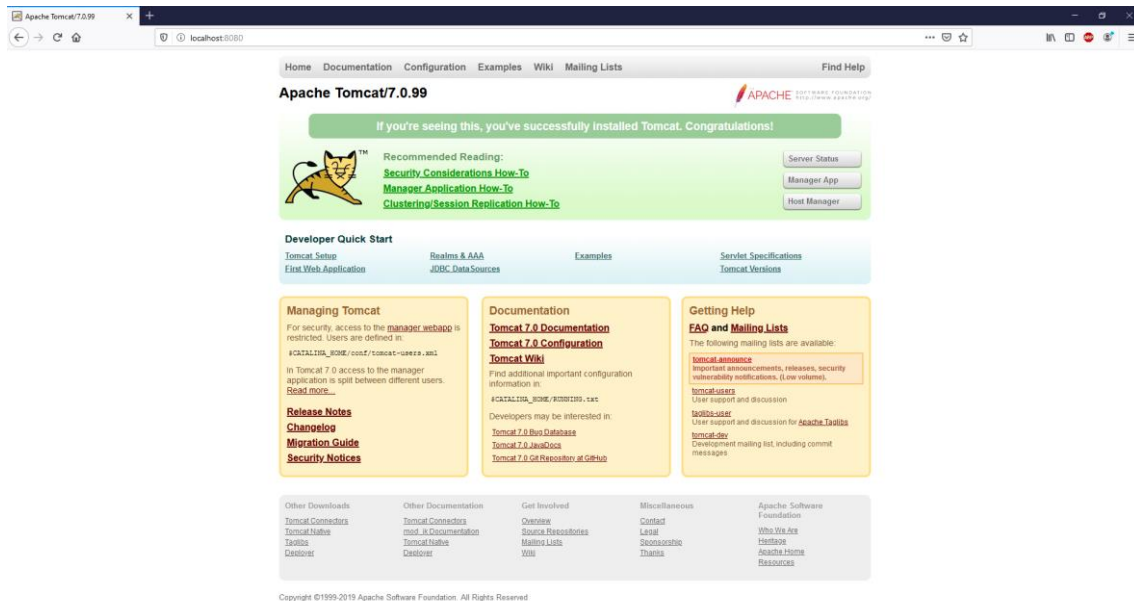 Apache Tomcat/7.0.99
localhost:8080
Home Documentation Configuration Examples Wiki Mailing Lists Find Help
Apache Tomcat/7.0.99
APACHE SOFTWARE FOUNDATION
http://www.apache.org/
If you're seeing this, you've successfully installed Tomcat. Congratulations!
TM
Recommended Reading:
Security Considerations How-To
Manager Application How-To
Clustering/Session Replication How-To
Server Status
Manager App
Host Manager
Developer Quick Start
Tomcat Setup
First Web Application
Realms & AAA
JDBC DataSources
Examples
Servlet Specifications
Tomcat Versions
Managing Tomcat
For security, access to the manager webapp is
restricted. Users are defined in:
$CATALINA_HOME/conf/tomcat-users.xml
In Tomcat 7.0 access to the manager
application is split between different users.
Read more...
Release Notes
Changelog
Migration Guide
Security Notices
Documentation
Tomcat 7.0 Documentation
Tomcat 7.0 Configuration
Tomcat Wiki
Find additional important configuration
information in:
$CATALINA_HOME/RUNNING.txt
Developers may be interested in:
Tomcat 7.0 Bug Database
Tomcat 7.0 JavaDocs
Tomcat 7.0 Git Repository at GitHub
Getting Help
FAQ and Mailing Lists
The following mailing lists are available:
tomcat-announce
Important announcements, releases, security
vulnerability notifications. (Low volume).
tomcat-users
User support and discussion
taglibs-user
User support and discussion for Apache Taglibs
tomcat-dev
Development mailing list, including commit
messages
Other Downloads
Tomcat Connectors
Tomcat Native
Taglibs
Deployer
Other Documentation
Tomcat Connectors
mod_jk Documentation
Tomcat Native
Deployer
Get Involved
Overview
Source Repositories
Mailing Lists
Wiki
Miscellaneous
Contact
Legal
Sponsorship
Thanks
Apache Software
Foundation
Who We Are
Heritage
Apache Home
Resources
Copyright ©1999-2019 Apache Software Foundation. All Rights Reserved